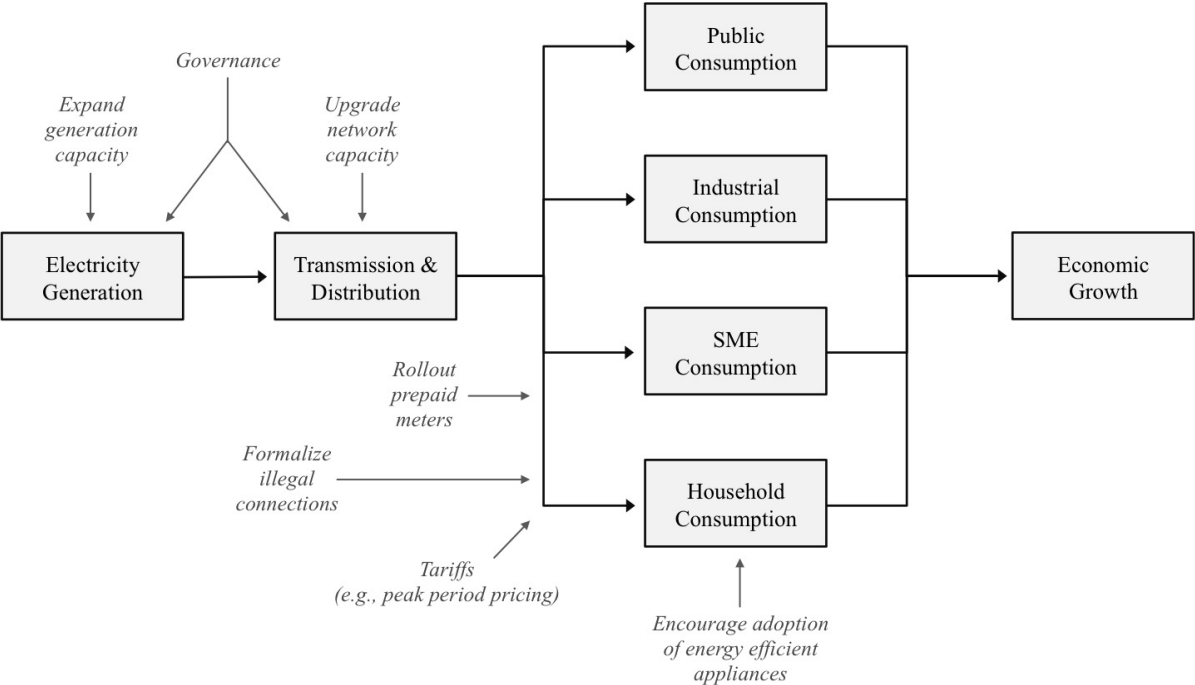 Governance
Expand
generation
capacity
Upgrade
network
capacity
Electricity
Generation
Transmission &
Distribution
Public
Consumption
Industrial
Consumption
SME
Consumption
Household
Consumption
Economic
Growth
Rollout
prepaid
meters
Formalize
illegal
connections
Tariffs
(e.g., peak period pricing)
Encourage adoption
of energy efficient
appliances